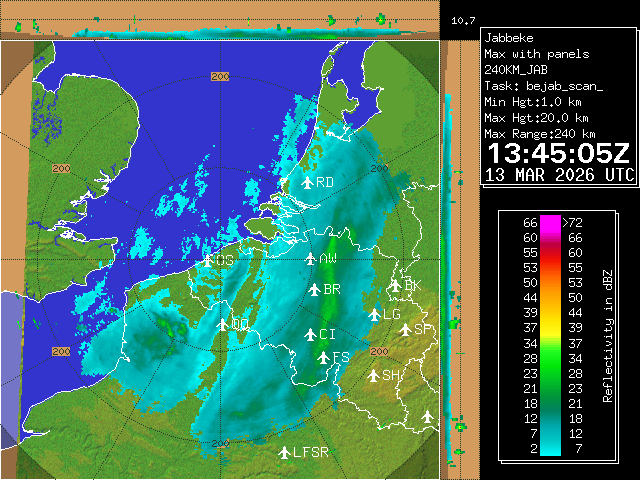 10.7
Jabbeke
Max with panels
240KM_JAB
Task: bejab_scan_
Min Hgt:1.0 km
Max Hgt:20.0 km
Max Range:240 km
13:45:05Z
13 MAR 2026 UTC
200
200
200
200
200
200
RD
OS
AW
BR
BK
LG
SP
CI
FS
SH
LFSR
66 >72
60 66
55 60
53 55
50 53
44 50
39 44
37 39
34 37
28 34
23 28
21 23
18 21
12 18
7 12
2 7
Reflectivity in dBZ